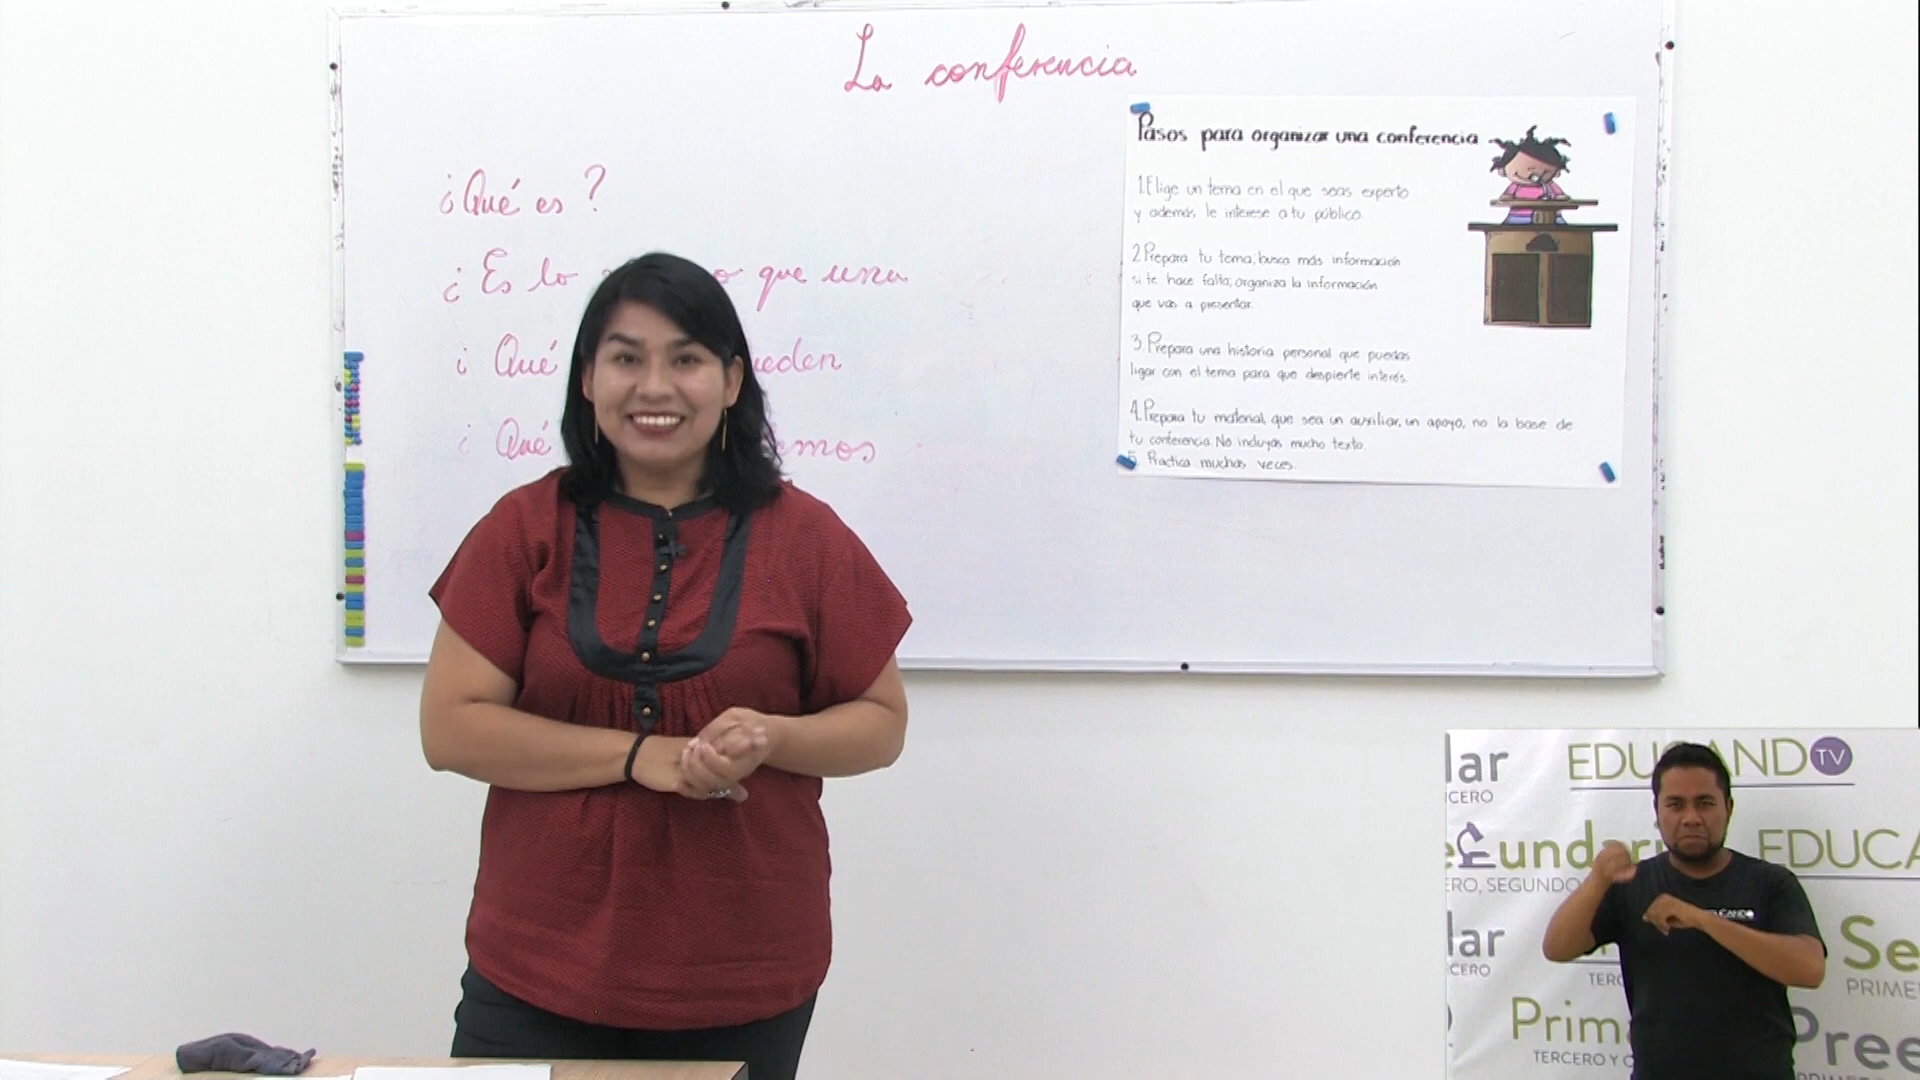 La conferencia
¿Qué es?
¿Es lo que una
¿Qué
¿Qué
Pasos para organizar una conferencia
1.Elige un tema en el que seas experto
y además le interese a tu público.
2.Prepara tu tema, busca más información
si te hace falta, organiza la información
que vas a presentar.
3.Prepara una historia personal que puedas
ligar con el tema para que despierte interés.
4.Prepara tu material, que sea un auxiliar, un apoyo, no la base de
tu conferencia. No incluyas mucho texto.
5. Practica muchas veces.
lar EDUCANDO TV
CERO
EDUCA
ERO, SEGUNDO
lar
CERO
Se
PRIME
Prim
TERCERO Y
Pree